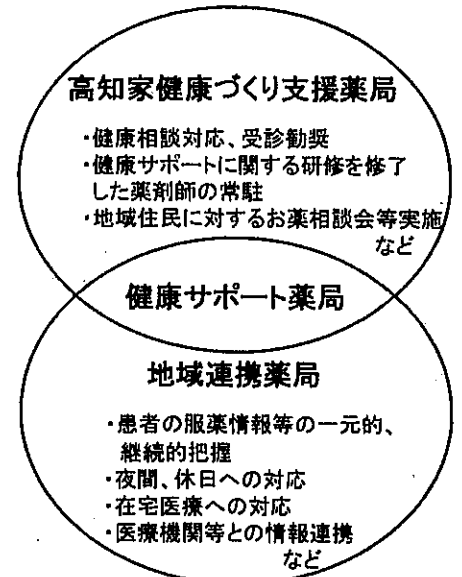 高知家健康づくり支援薬局
・健康相談対応、受診勧奨
・健康サポートに関する研修を修了
した薬剤師の常駐
・地域住民に対するお薬相談会等実施
など
健康サポート薬局
地域連携薬局
・患者の服薬情報等の一元的、
継続的把握
・夜間、休日への対応
・在宅医療への対応
・医療機関等との情報連携
など